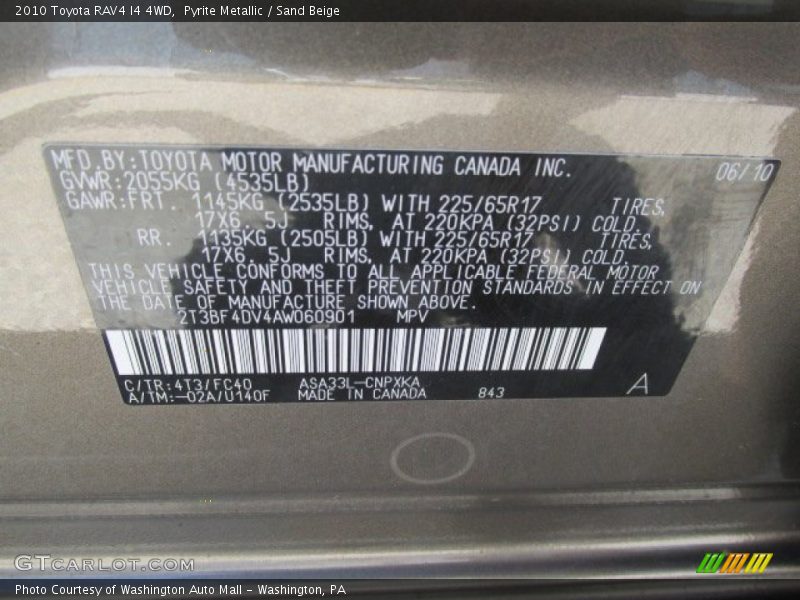 2010 Toyota RAV4 I4 4WD,  Pyrite Metallic / Sand Beige
MFD.BY:TOYOTA MOTOR MANUFACTURING CANADA INC. 06/10
GVWR:2055KG (4535LB)
GAWR:FRT. 1145KG (2535LB) WITH 225/65R17 TIRES,
17X6.5J RIMS, AT 220KPA (32PSI) COLD.
RR. 1135KG (2505LB) WITH 225/65R17 TIRES,
17X6.5J RIMS, AT 220KPA (32PSI) COLD.
THIS VEHICLE CONFORMS TO ALL APPLICABLE FEDERAL MOTOR
VEHICLE SAFETY AND THEFT PREVENTION STANDARDS IN EFFECT ON
THE DATE OF MANUFACTURE SHOWN ABOVE.
2T3BF4DV4AW060901 MPV
C/TR:4T3/FC40 ASA33L-CNPXKA
A/TM:-02A/U140F MADE IN CANADA 843 A
GTCARLOT.COM
Photo Courtesy of Washington Auto Mall - Washington, PA